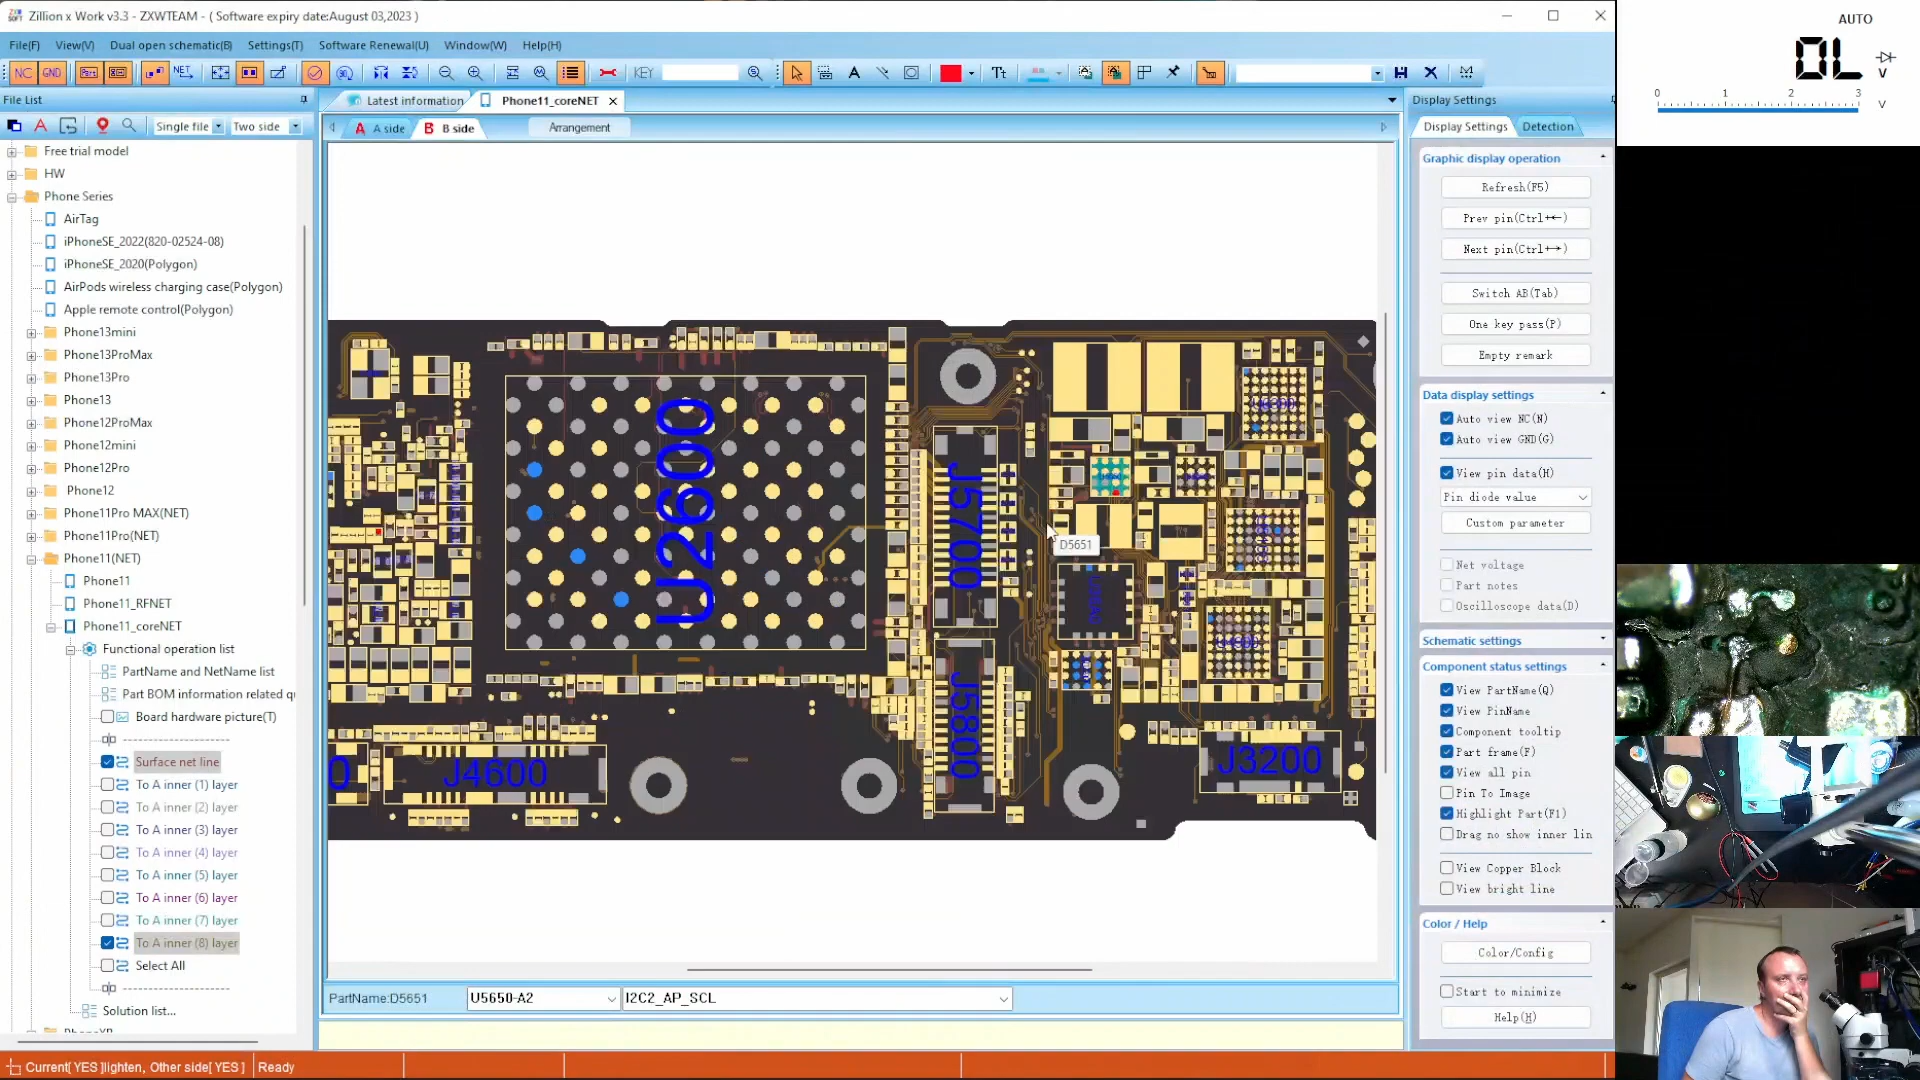 Zillion x Work v3.3 - ZXWTEAM - ( Software expiry date:August 03,2023 )
File(F) View(V) Dual open schematic(B) Settings(T) Software Renewal(U) Window(W) Help(H)
NC GND NET KEY A Tt
File List
Single file Two side
Free trial model
HW
Phone Series
AirTag
iPhoneSE_2022(820-02524-08)
iPhoneSE_2020(Polygon)
AirPods wireless charging case(Polygon)
Apple remote control(Polygon)
Phone13mini
Phone13ProMax
Phone13Pro
Phone13
Phone12ProMax
Phone12mini
Phone12Pro
Phone12
Phone11Pro MAX(NET)
Phone11Pro(NET)
Phone11(NET)
Phone11
Phone11_RFNET
Phone11_coreNET
Functional operation list
PartName and NetName list
Part BOM information related q
Board hardware picture(T)
Surface net line
To A inner (1) layer
To A inner (2) layer
To A inner (3) layer
To A inner (4) layer
To A inner (5) layer
To A inner (6) layer
To A inner (7) layer
To A inner (8) layer
Select All
Solution list...
Latest information Phone11_coreNET
A A side B B side Arrangement
U2600
J5700
J5800
J4600
J3200
D5651
PartName:D5651 U5650-A2 I2C2_AP_SCL
Display Settings
Display Settings Detection
Graphic display operation
Refresh(F5)
Prev pin(Ctrl+←)
Next pin(Ctrl+→)
Switch AB(Tab)
One key pass(P)
Empty remark
Data display settings
Auto view NC(N)
Auto view GND(G)
View pin data(H)
Pin diode value
Custom parameter
Net voltage
Part notes
Oscilloscope data(D)
Schematic settings
Component status settings
View PartName(Q)
View PinName
Component tooltip
Part frame(F)
View all pin
Pin To Image
Highlight Part(F1)
Drag no show inner lin
View Copper Block
View bright line
Color / Help
Color/Config
Start to minimize
Help(H)
Current[ YES ]lighten, Other side[ YES ] Ready
AUTO
OL V
0 1 2 3 V